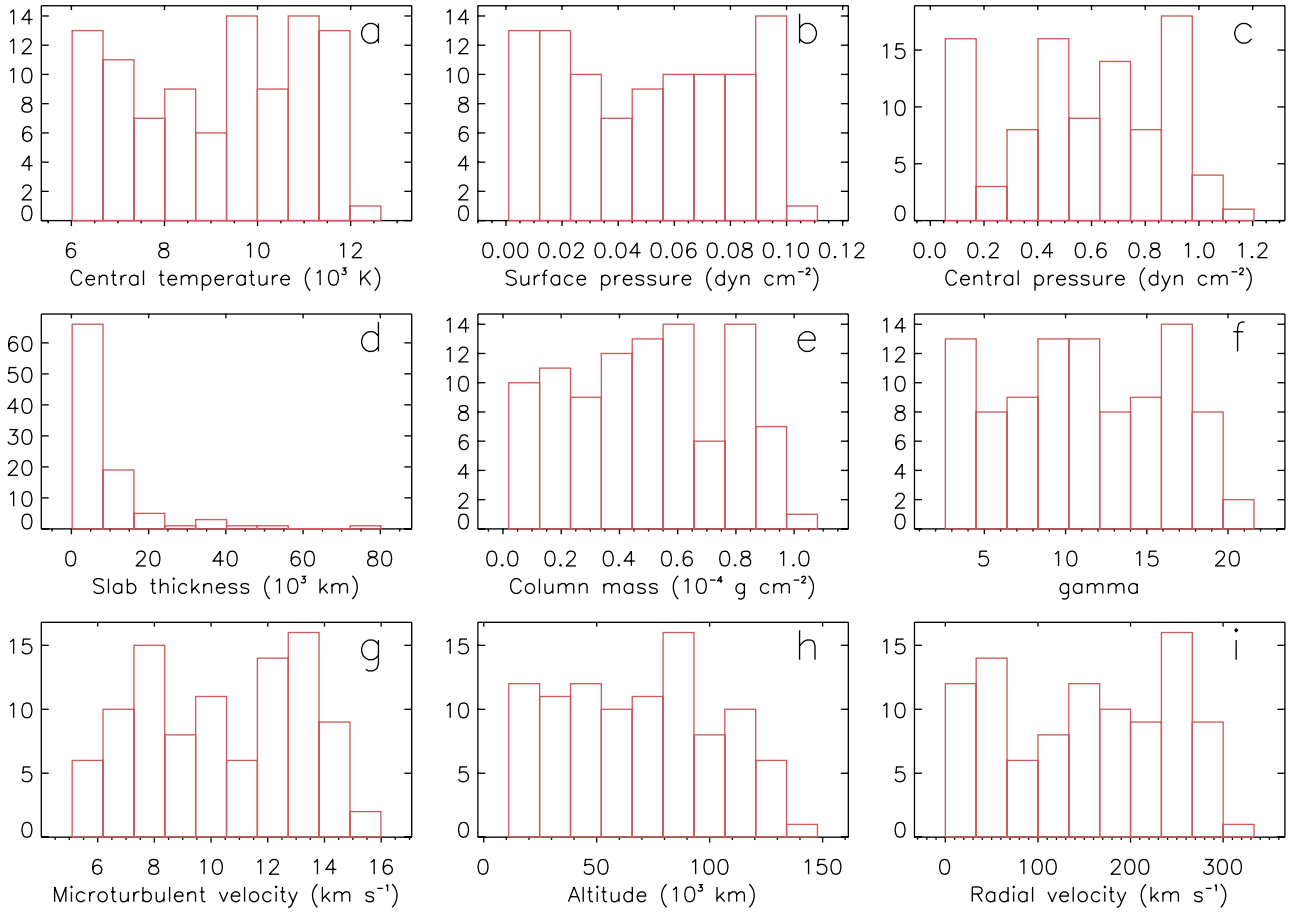 14
12
10
8
6
4
2
0
a
6 8 10 12
Central temperature (10³ K)
14
12
10
8
6
4
2
0
b
0.00 0.02 0.04 0.06 0.08 0.10 0.12
Surface pressure (dyn cm⁻²)
15
10
5
0
c
0.0 0.2 0.4 0.6 0.8 1.0 1.2
Central pressure (dyn cm⁻²)
60
50
40
30
20
10
0
d
0 20 40 60 80
Slab thickness (10³ km)
14
12
10
8
6
4
2
0
e
0.0 0.2 0.4 0.6 0.8 1.0
Column mass (10⁻⁴ g cm⁻²)
14
12
10
8
6
4
2
0
f
5 10 15 20
gamma
15
10
5
0
g
6 8 10 12 14 16
Microturbulent velocity (km s⁻¹)
15
10
5
0
h
0 50 100 150
Altitude (10³ km)
15
10
5
0
i
0 100 200 300
Radial velocity (km s⁻¹)